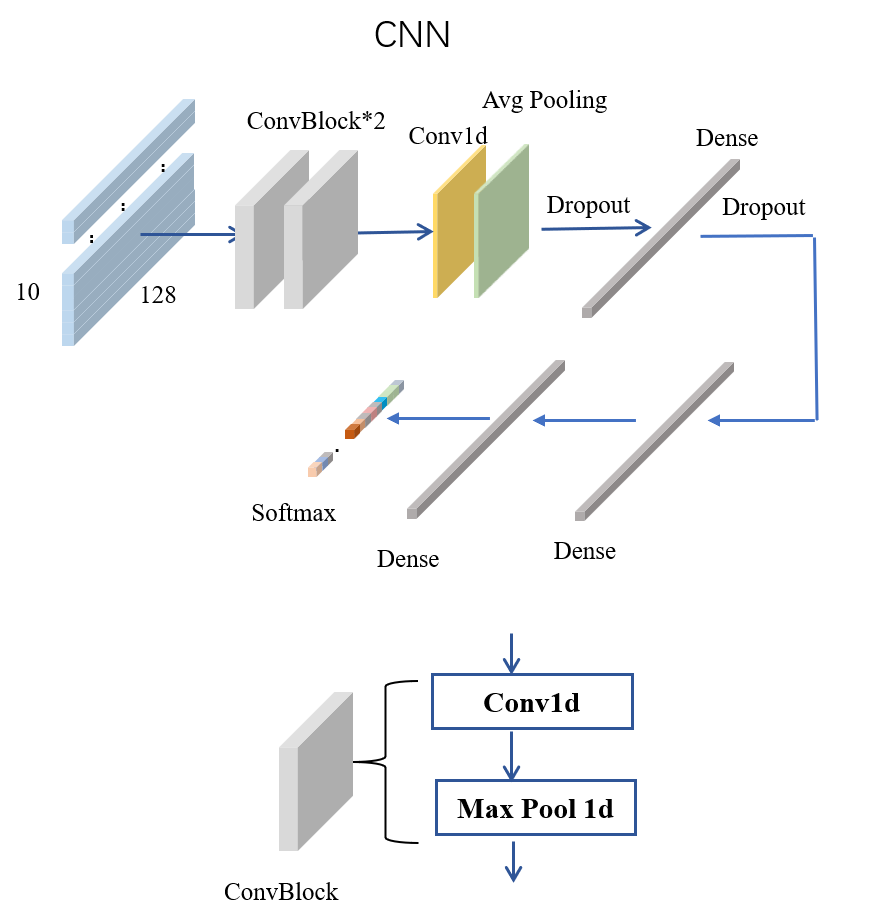 CNN
Avg Pooling
ConvBlock*2
Conv1d
Dense
Dropout
Dropout
10
128
Softmax
Dense
Dense
Conv1d
Max Pool 1d
ConvBlock